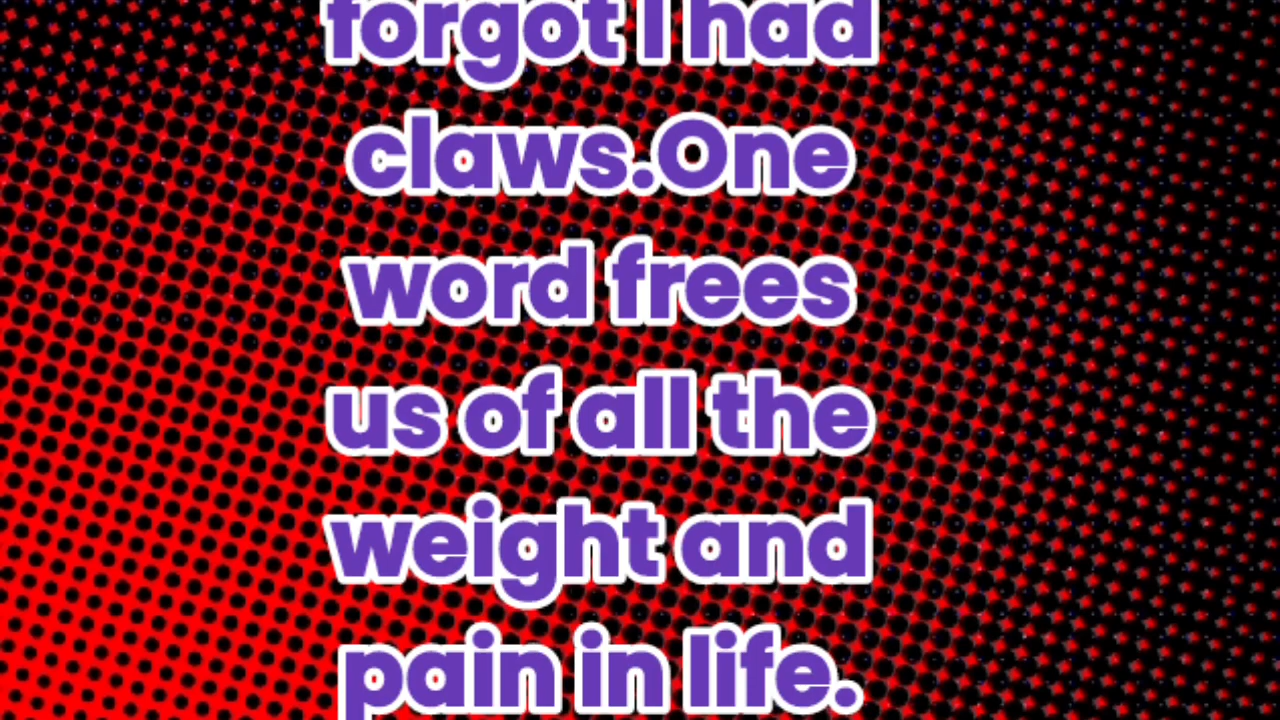 forgot I had
claws.One
word frees
us of all the
weight and
pain in life.